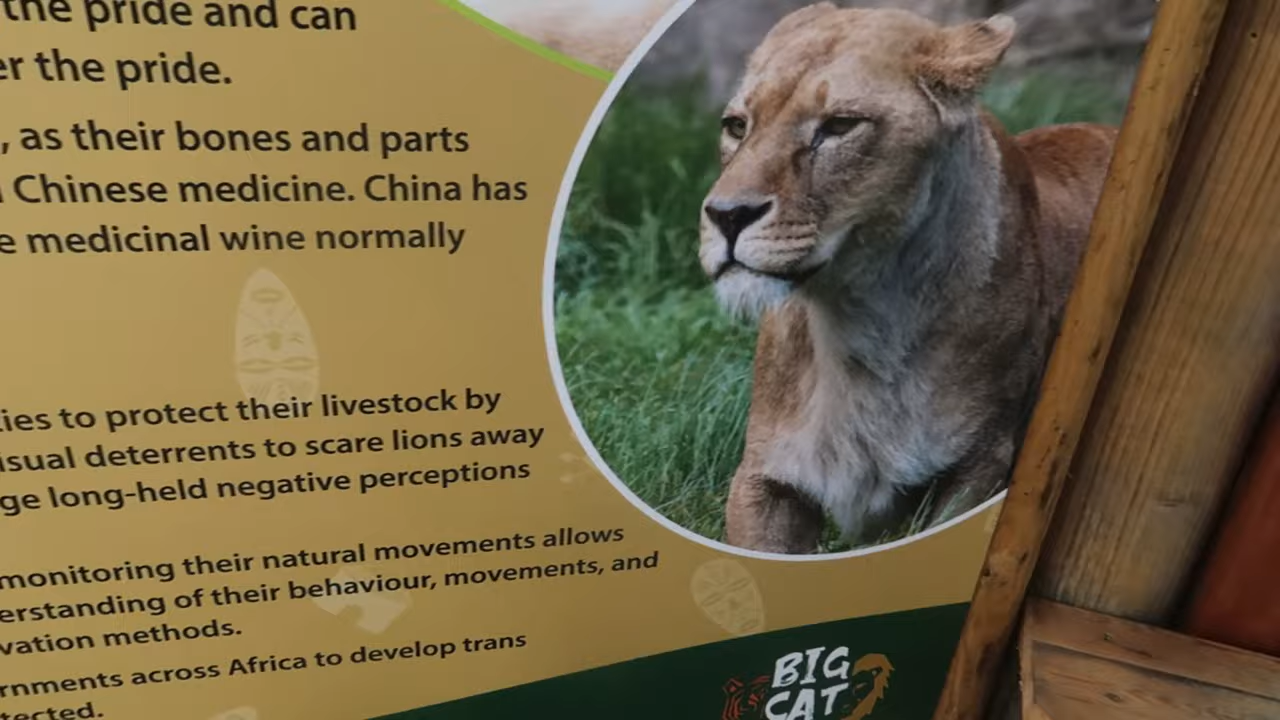 the pride and can
er the pride.
, as their bones and parts
Chinese medicine. China has
e medicinal wine normally
ies to protect their livestock by
isual deterrents to scare lions away
ge long-held negative perceptions
monitoring their natural movements allows
erstanding of their behaviour, movements, and
vation methods.
rnments across Africa to develop trans
tected.
BIG
CAT